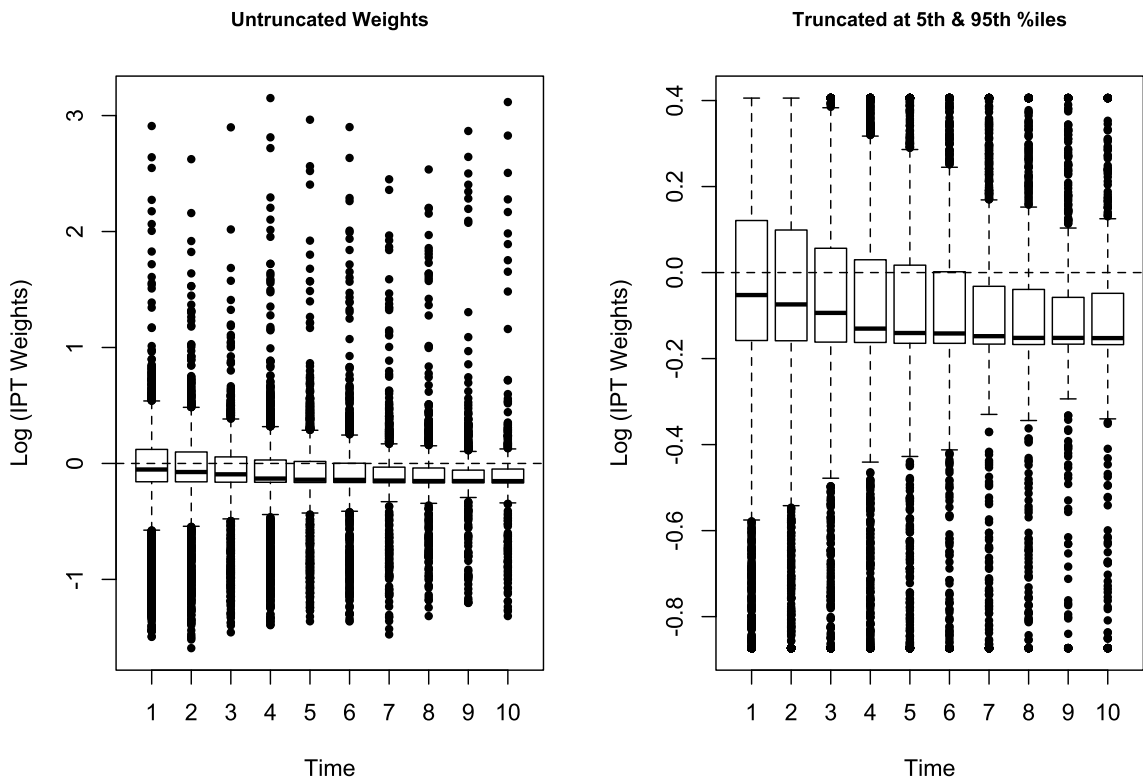 Untruncated Weights
Log (IPT Weights)
3
2
1
0
-1
1 2 3 4 5 6 7 8 9 10
Time
Truncated at 5th & 95th %iles
Log (IPT Weights)
0.4
0.2
0.0
-0.2
-0.4
-0.6
-0.8
1 2 3 4 5 6 7 8 9 10
Time